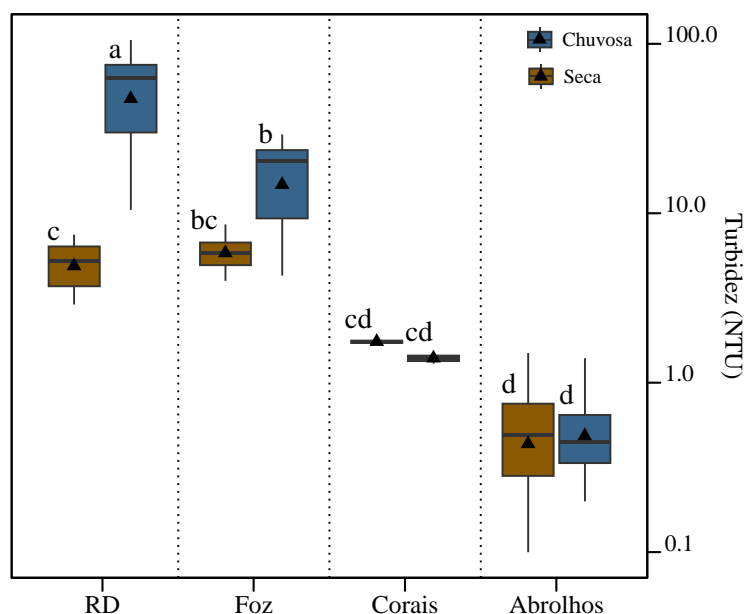 Chuvosa
Seca
a
b
c
bc
cd
cd
d
d
100.0
10.0
1.0
0.1
Turbidez (NTU)
RD
Foz
Corais
Abrolhos